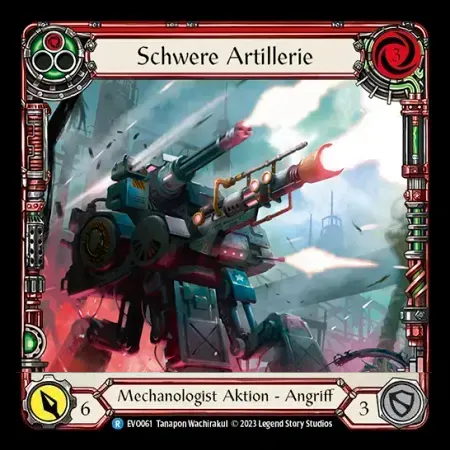 Schwere Artillerie
3
Mechanologist Aktion - Angriff
6
3
R EVO061 Tanapon Wachirakul © 2023 Legend Story Studios